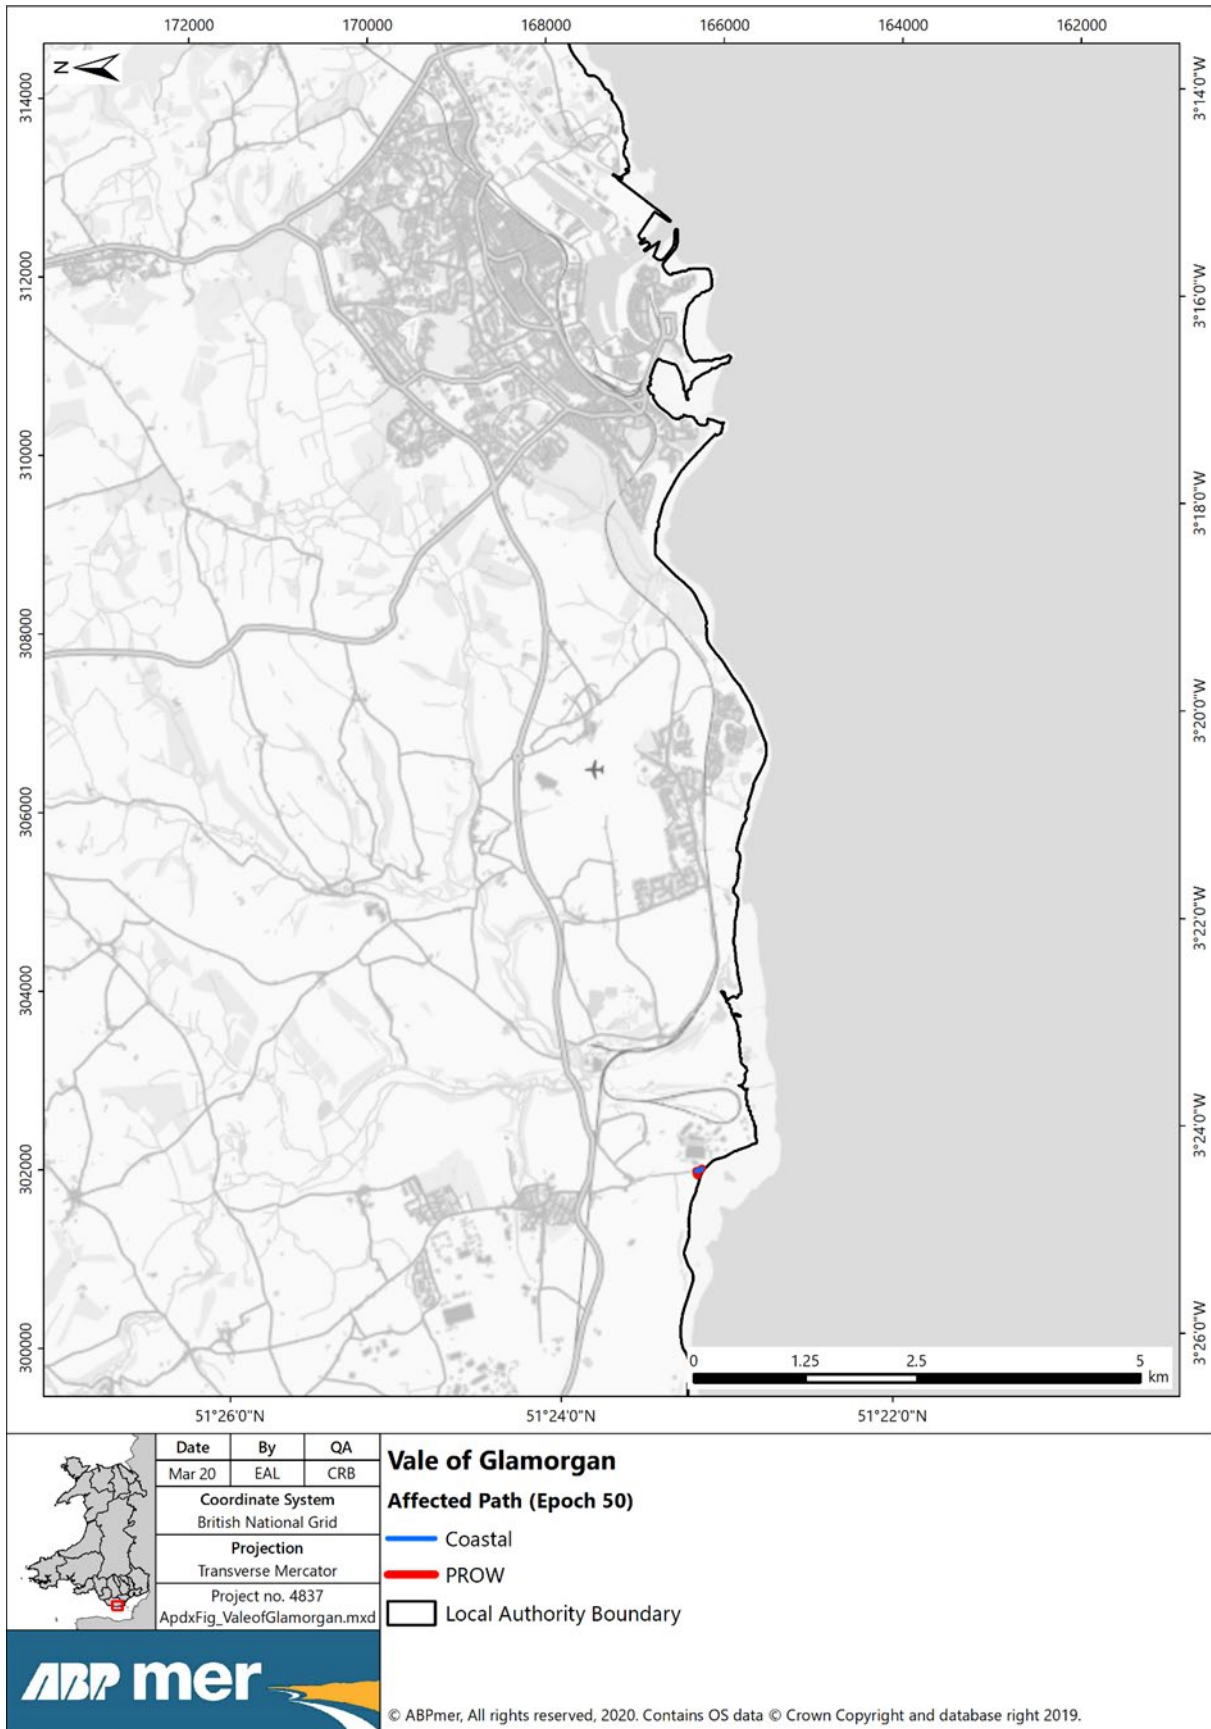 172000 170000 168000 166000 164000 162000
N
314000
312000
310000
308000
306000
304000
302000
300000
3°14'0"W
3°16'0"W
3°18'0"W
3°20'0"W
3°22'0"W
3°24'0"W
3°26'0"W
0 1.25 2.5 5
km
51°26'0"N 51°24'0"N 51°22'0"N
Date By QA
Mar 20 EAL CRB
Coordinate System
British National Grid
Projection
Transverse Mercator
Project no. 4837
ApdxFig_ValeofGlamorgan.mxd
ABPmer
Vale of Glamorgan
Affected Path (Epoch 50)
Coastal
PROW
Local Authority Boundary
© ABPmer, All rights reserved, 2020. Contains OS data © Crown Copyright and database right 2019.